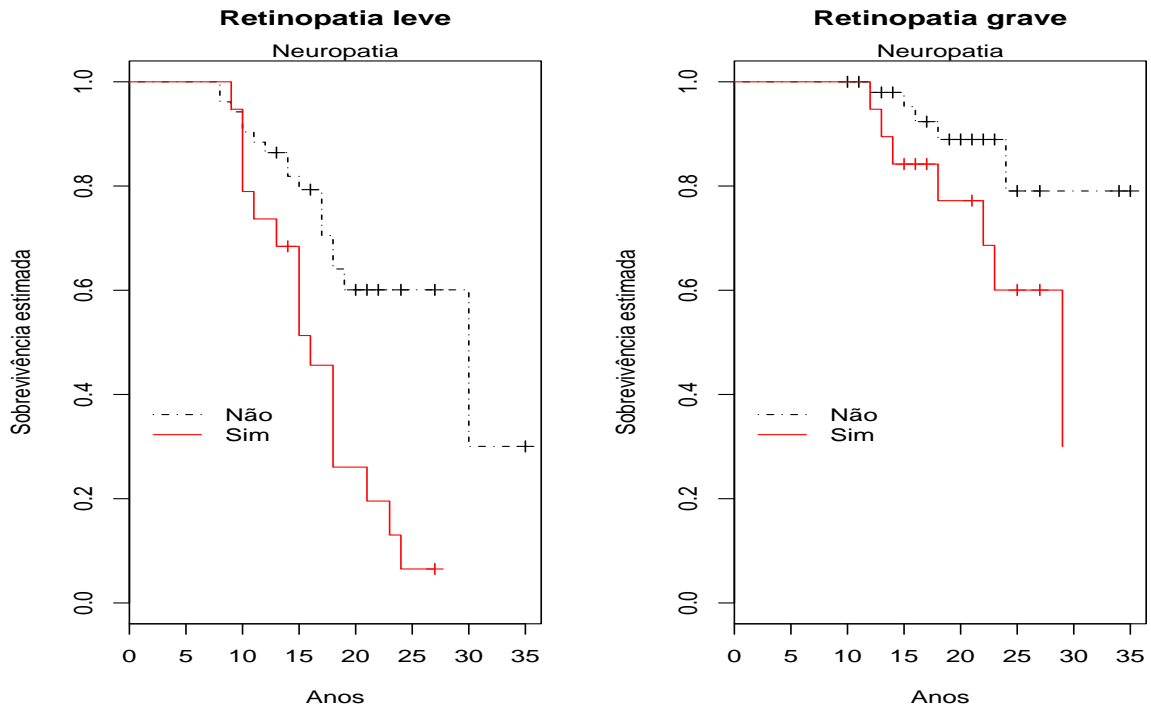 Retinopatia leve
Neuropatia
Sobrevivência estimada
1.0
0.8
0.6
0.4
0.2
0.0
Não
Sim
0 5 10 15 20 25 30 35
Anos
Retinopatia grave
Neuropatia
Sobrevivência estimada
1.0
0.8
0.6
0.4
0.2
0.0
Não
Sim
0 5 10 15 20 25 30 35
Anos